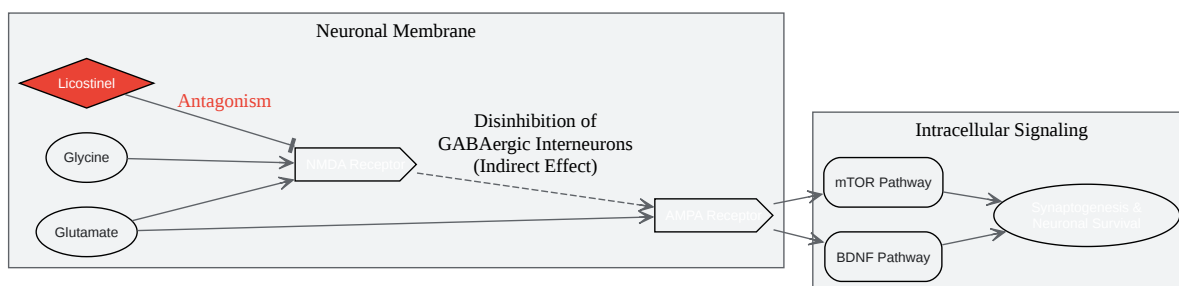 Neuronal Membrane
Licostinel
Antagonism
Glycine
Glutamate
NMDA Receptor
Disinhibition of
GABAergic Interneurons
(Indirect Effect)
AMPA Receptor
Intracellular Signaling
mTOR Pathway
BDNF Pathway
Synaptogenesis &
Neuronal Survival